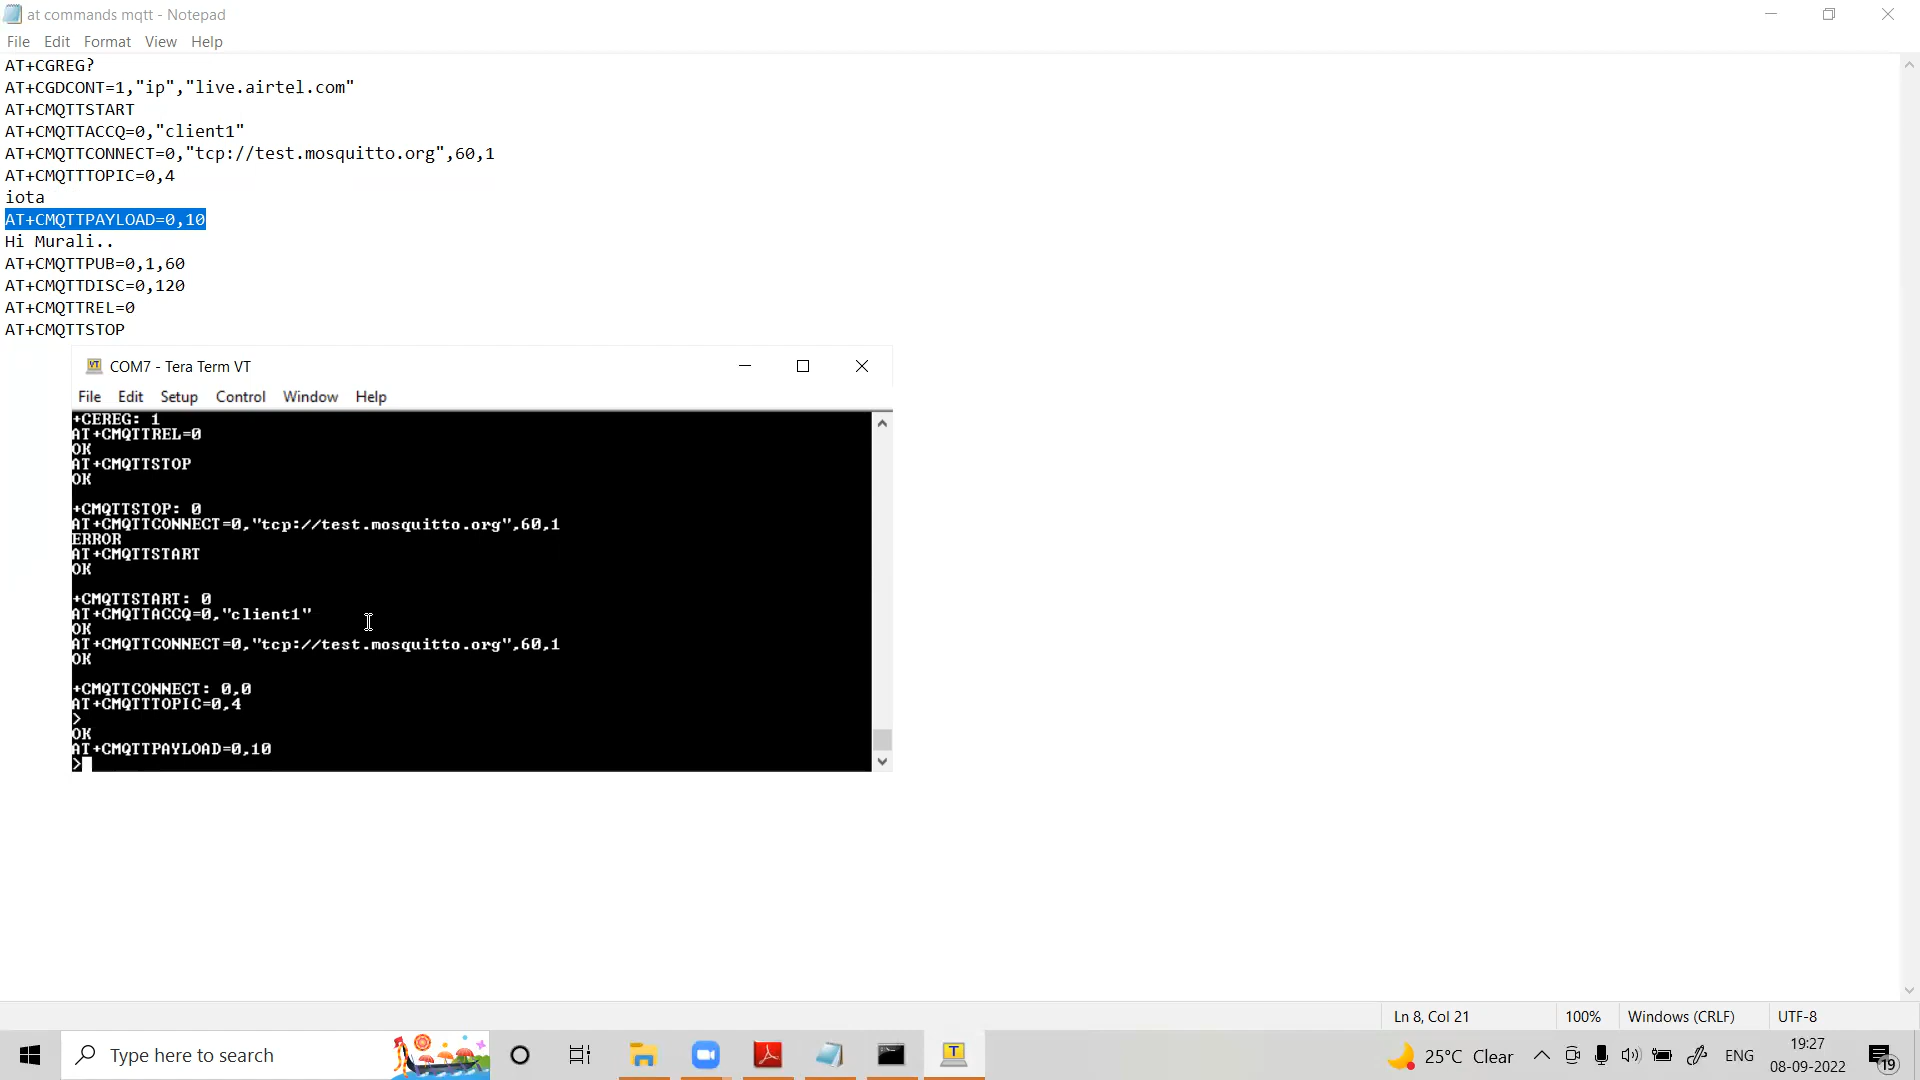 at commands mqtt - Notepad
File Edit Format View Help
AT+CGREG?
AT+CGDCONT=1,"ip","live.airtel.com"
AT+CMQTTSTART
AT+CMQTTACCQ=0,"client1"
AT+CMQTTCONNECT=0,"tcp://test.mosquitto.org",60,1
AT+CMQTTTOPIC=0,4
iota
AT+CMQTTPAYLOAD=0,10
Hi Murali..
AT+CMQTTPUB=0,1,60
AT+CMQTTDISC=0,120
AT+CMQTTREL=0
AT+CMQTTSTOP
VT COM7 - Tera Term VT
File Edit Setup Control Window Help
+CEREG: 1
AT+CMQTTREL=0
OK
AT+CMQTTSTOP
OK
+CMQTTSTOP: 0
AT+CMQTTCONNECT=0,"tcp://test.mosquitto.org",60,1
ERROR
AT+CMQTTSTART
OK
+CMQTTSTART: 0
AT+CMQTTACCQ=0,"client1"
OK
AT+CMQTTCONNECT=0,"tcp://test.mosquitto.org",60,1
OK
+CMQTTCONNECT: 0,0
AT+CMQTTTOPIC=0,4
>
OK
AT+CMQTTPAYLOAD=0,10
>
Ln 8, Col 21 100% Windows (CRLF) UTF-8
Type here to search
T
25°C Clear
ENG
19:27
08-09-2022
19